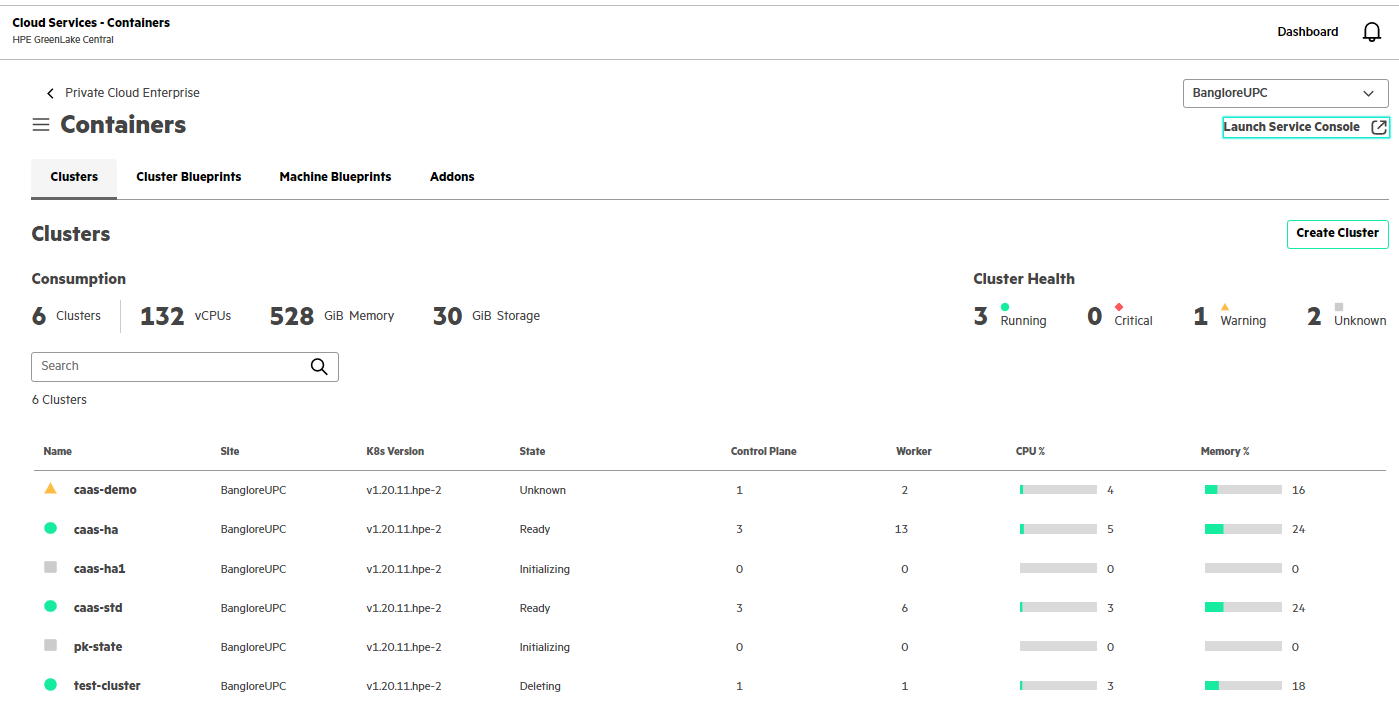 Cloud Services - Containers
HPE GreenLake Central
Dashboard
Private Cloud Enterprise
BangloreUPC
Containers
Launch Service Console
Clusters Cluster Blueprints Machine Blueprints Addons
Clusters
Create Cluster
Consumption
6 Clusters 132 vCPUs 528 GiB Memory 30 GiB Storage
Cluster Health
3 Running 0 Critical 1 Warning 2 Unknown
Search
6 Clusters
Name Site K8s Version State Control Plane Worker CPU % Memory %
caas-demo BangloreUPC v1.20.11.hpe-2 Unknown 1 2 4 16
caas-ha BangloreUPC v1.20.11.hpe-2 Ready 3 13 5 24
caas-ha1 BangloreUPC v1.20.11.hpe-2 Initializing 0 0 0 0
caas-std BangloreUPC v1.20.11.hpe-2 Ready 3 6 3 24
pk-state BangloreUPC v1.20.11.hpe-2 Initializing 0 0 0 0
test-cluster BangloreUPC v1.20.11.hpe-2 Deleting 1 1 3 18